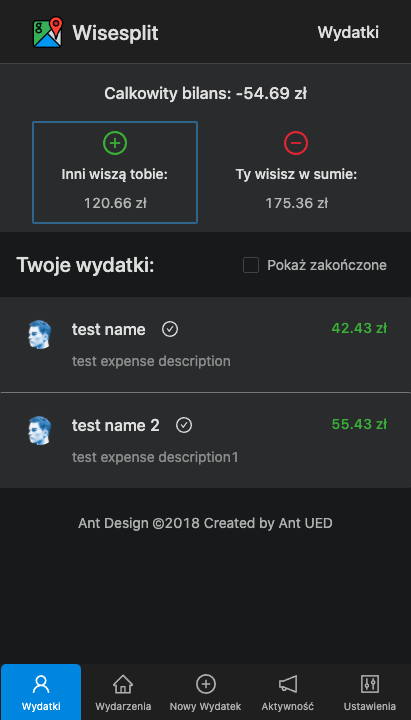 Wisesplit
Wydatki
Calkowity bilans: -54.69 zł
Inni wiszą tobie:
120.66 zł
Ty wisisz w sumie:
175.36 zł
Twoje wydatki:
Pokaż zakończone
test name
42.43 zł
test expense description
test name 2
55.43 zł
test expense description1
Ant Design ©2018 Created by Ant UED
Wydatki
Wydarzenia
Nowy Wydatek
Aktywność
Ustawienia